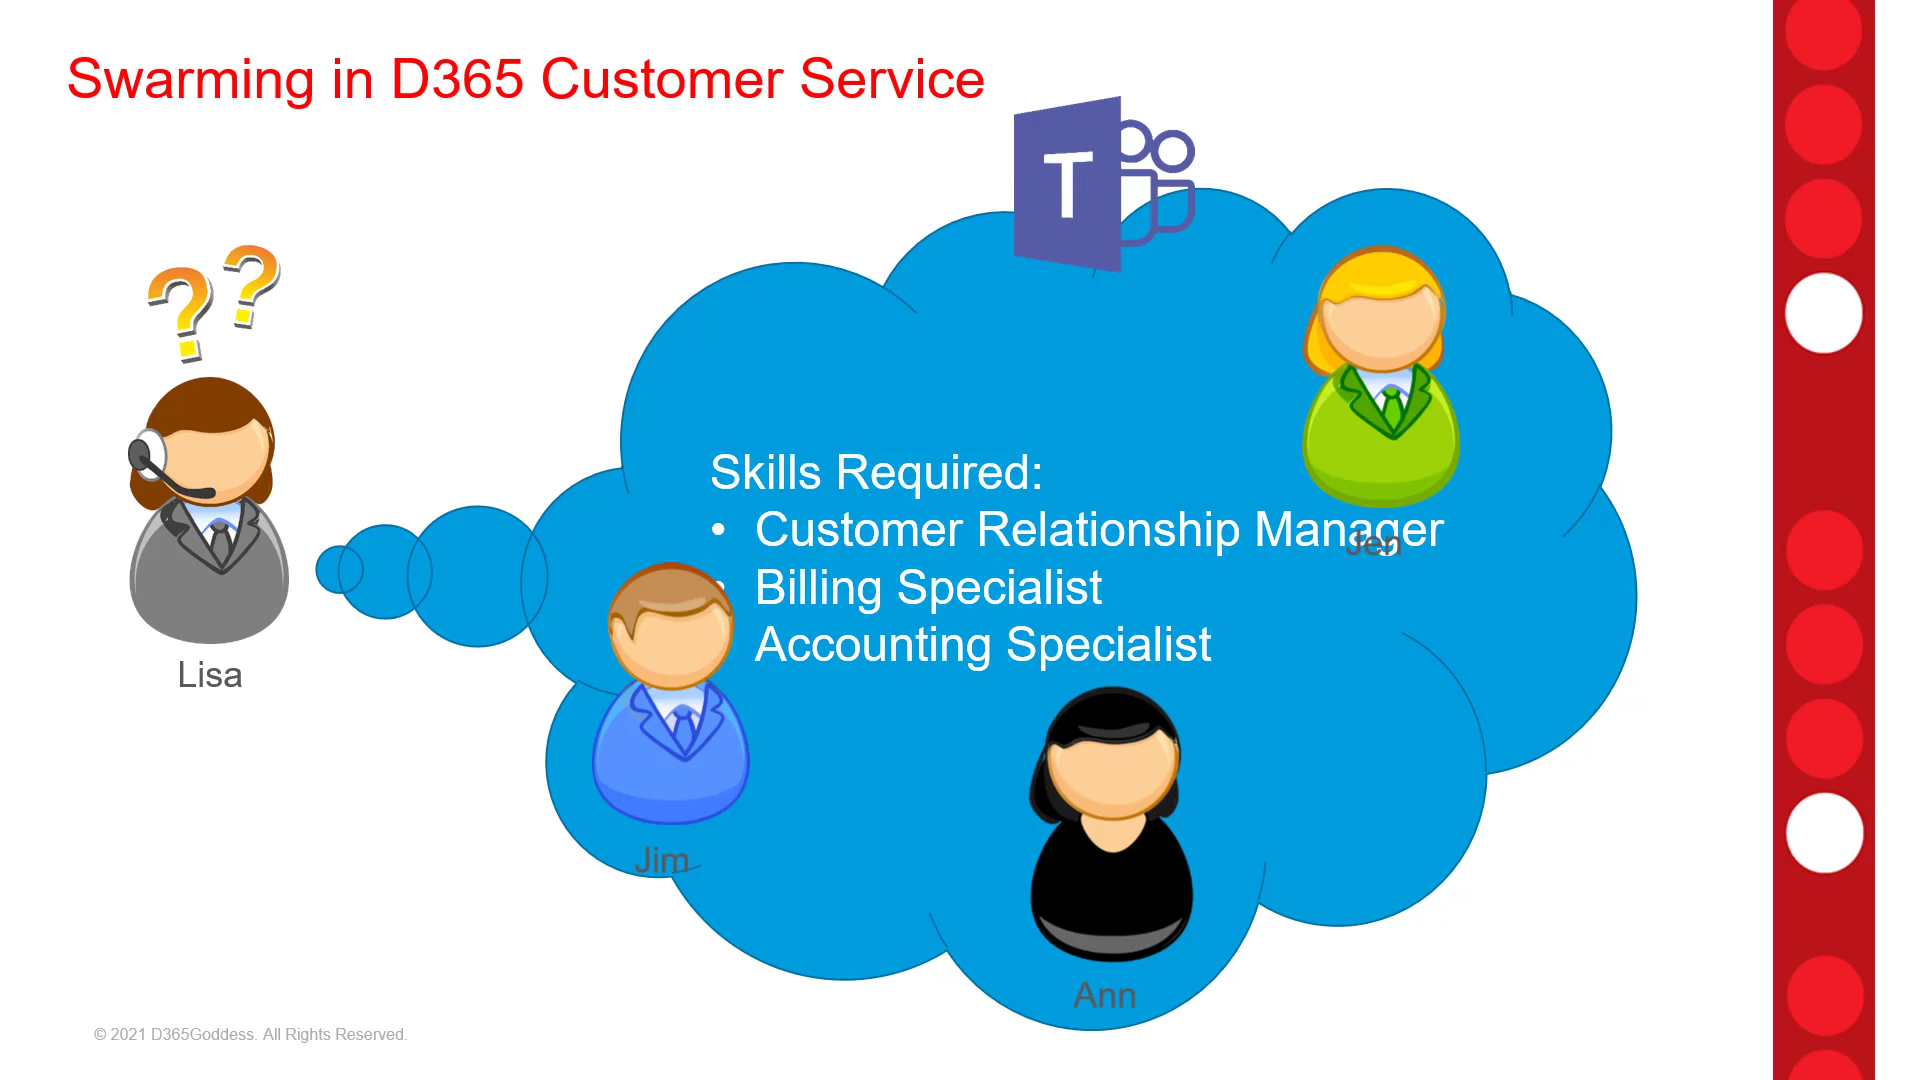 Swarming in D365 Customer Service
T
? ?
Skills Required:
• Customer Relationship Manager
Jen
• Billing Specialist
Accounting Specialist
Lisa
Jim
Ann
© 2021 D365Goddess. All Rights Reserved.